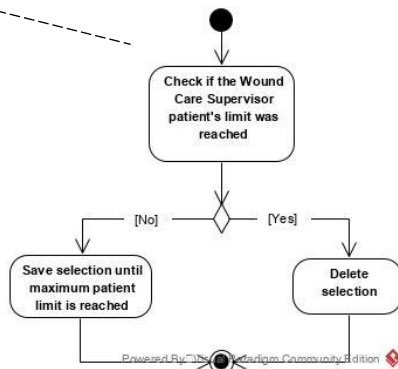 Check if the Wound
Care Supervisor
patient's limit was
reached
[No]
[Yes]
Save selection until
maximum patient
limit is reached
Delete
selection
Powered By Visual Paradigm Community Edition